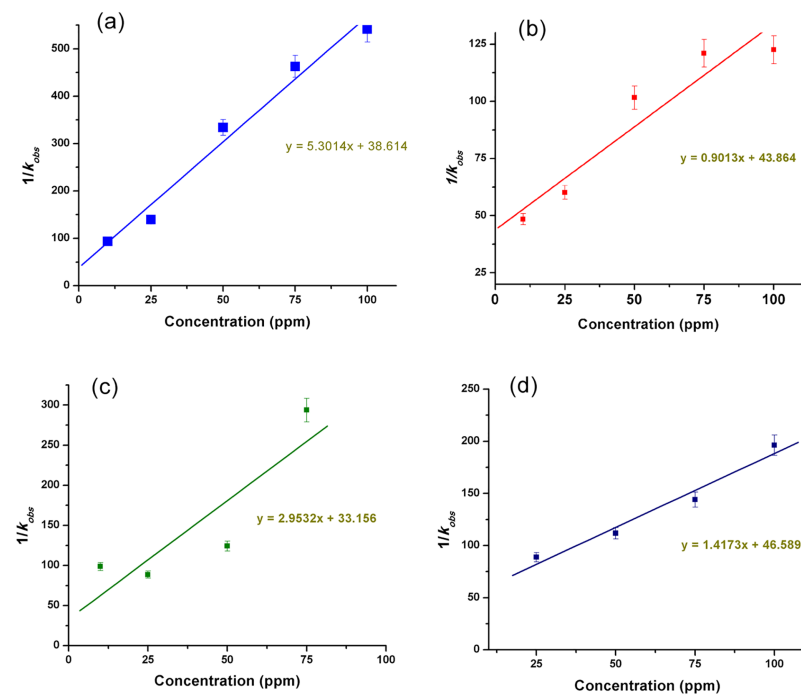 (a)
500
400
300
200
100
0
1/kobs
y = 5.3014x + 38.614
0 25 50 75 100
Concentration (ppm)
(b)
125
100
75
50
25
1/kobs
y = 0.9013x + 43.864
0 25 50 75 100
Concentration (ppm)
(c)
300
250
200
150
100
50
0
1/kobs
y = 2.9532x + 33.156
0 25 50 75 100
Concentration (ppm)
(d)
250
200
150
100
50
0
1/kobs
y = 1.4173x + 46.589
25 50 75 100
Concentration (ppm)